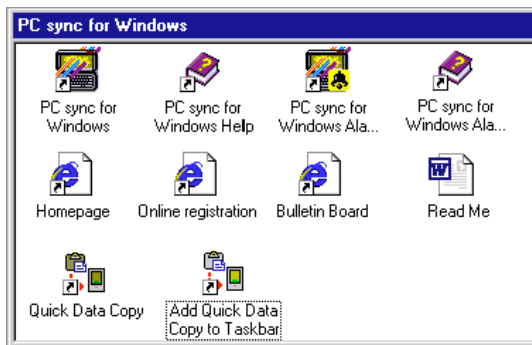 PC sync for Windows
PC sync for
Windows
PC sync for
Windows Help
PC sync for
Windows Ala...
PC sync for
Windows Ala...
Homepage
Online registration
Bulletin Board
Read Me
Quick Data Copy
Add Quick Data
Copy to Taskbar